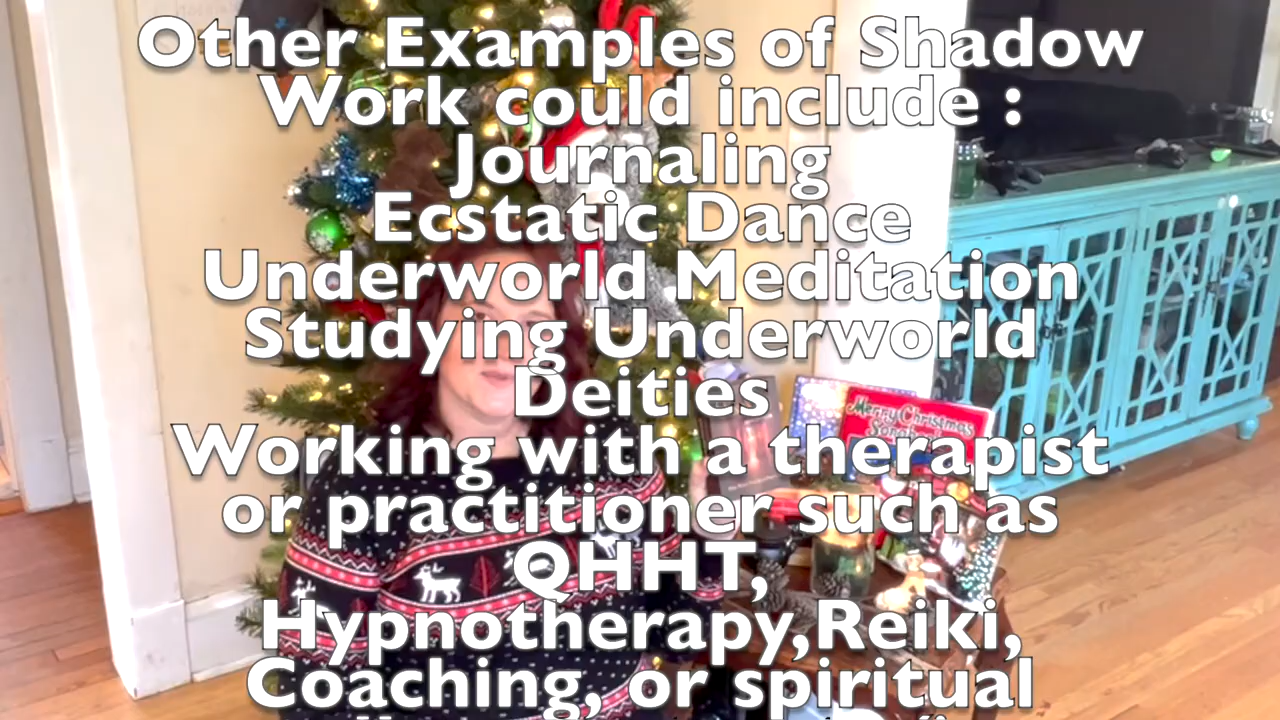 Other Examples of Shadow
Work could include :
Journaling
Ecstatic Dance
Underworld Meditation
Studying Underworld
Deities
Working with a therapist
or practitioner such as
QHHT,
Hypnotherapy,Reiki,
Coaching, or spiritual
Merry Christmas